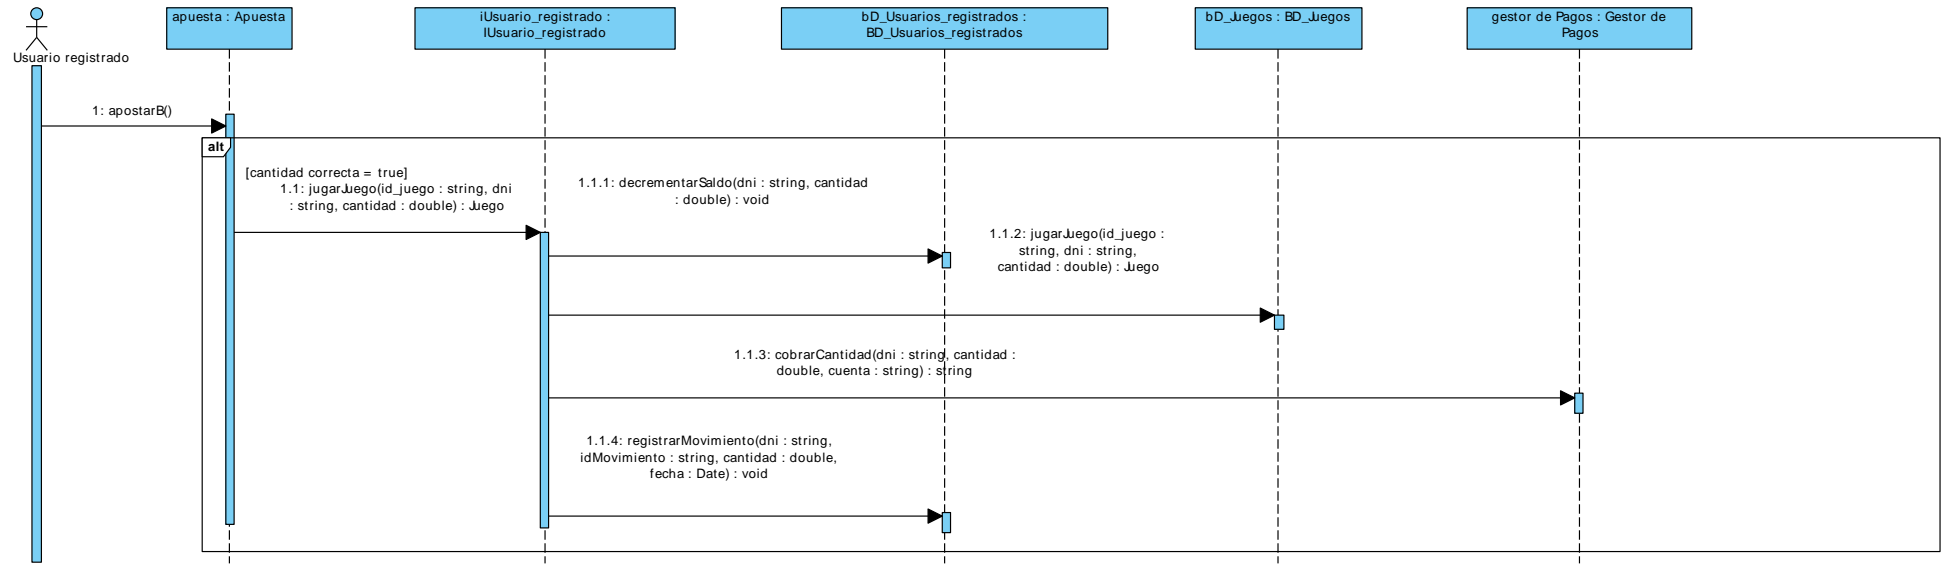 Usuario registrado
apuesta : Apuesta
iUsuario_registrado :
IUsuario_registrado
bD_Usuarios_registrados :
BD_Usuarios_registrados
bD_Juegos : BD_Juegos
gestor de Pagos : Gestor de
Pagos
1: apostarB()
alt
[cantidad correcta = true]
1.1: jugarJuego(id_juego : string, dni
: string, cantidad : double) : Juego
1.1.1: decrementarSaldo(dni : string, cantidad
: double) : void
1.1.2: jugarJuego(id_juego :
string, dni : string,
cantidad : double) : Juego
1.1.3: cobrarCantidad(dni : string, cantidad :
double, cuenta : string) : string
1.1.4: registrarMovimiento(dni : string,
idMovimiento : string, cantidad : double,
fecha : Date) : void